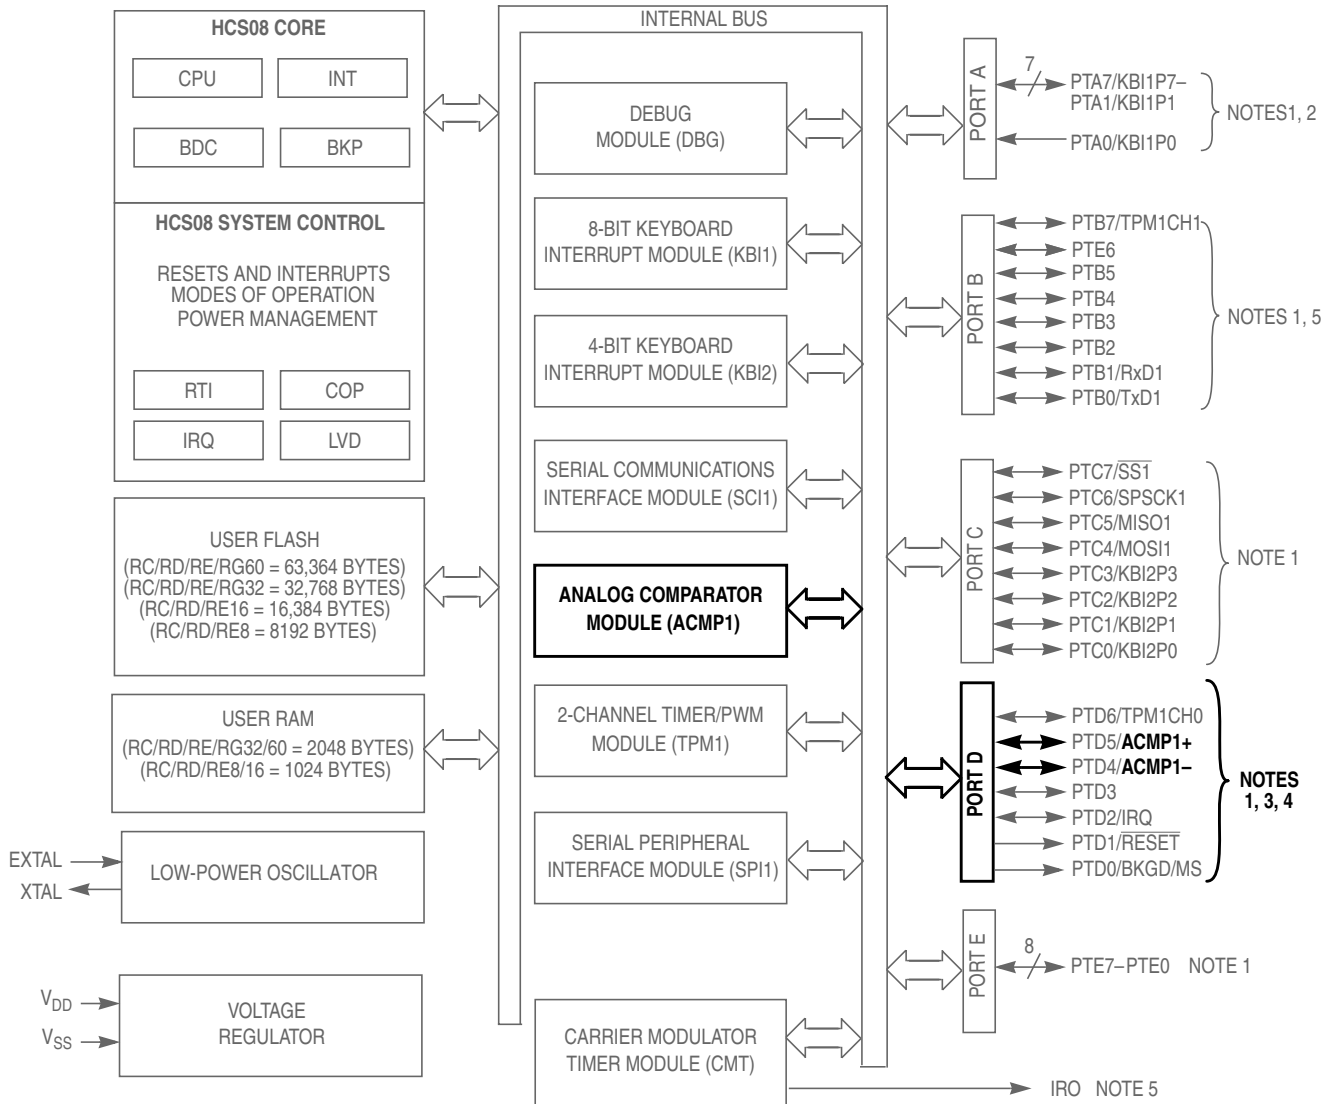 HCS08 CORE
CPU
INT
BDC
BKP
HCS08 SYSTEM CONTROL
RESETS AND INTERRUPTS
MODES OF OPERATION
POWER MANAGEMENT
RTI
COP
IRQ
LVD
USER FLASH
(RC/RD/RE/RG60 = 63,364 BYTES)
(RC/RD/RE/RG32 = 32,768 BYTES)
(RC/RD/RE16 = 16,384 BYTES)
(RC/RD/RE8 = 8192 BYTES)
USER RAM
(RC/RD/RE/RG32/60 = 2048 BYTES)
(RC/RD/RE8/16 = 1024 BYTES)
EXTAL
XTAL
LOW-POWER OSCILLATOR
VDD
VSS
VOLTAGE
REGULATOR
INTERNAL BUS
DEBUG
MODULE (DBG)
8-BIT KEYBOARD
INTERRUPT MODULE (KBI1)
4-BIT KEYBOARD
INTERRUPT MODULE (KBI2)
SERIAL COMMUNICATIONS
INTERFACE MODULE (SCI1)
ANALOG COMPARATOR
MODULE (ACMP1)
2-CHANNEL TIMER/PWM
MODULE (TPM1)
SERIAL PERIPHERAL
INTERFACE MODULE (SPI1)
CARRIER MODULATOR
TIMER MODULE (CMT)
PORT A
7
PTA7/KBI1P7–
PTA1/KBI1P1
PTA0/KBI1P0
NOTES1, 2
PORT B
PTB7/TPM1CH1
PTE6
PTB5
PTB4
PTB3
PTB2
PTB1/RxD1
PTB0/TxD1
NOTES 1, 5
PORT C
PTC7/SS1
PTC6/SPSCK1
PTC5/MISO1
PTC4/MOSI1
PTC3/KBI2P3
PTC2/KBI2P2
PTC1/KBI2P1
PTC0/KBI2P0
NOTE 1
PORT D
PTD6/TPM1CH0
PTD5/ACMP1+
PTD4/ACMP1–
PTD3
PTD2/IRQ
PTD1/RESET
PTD0/BKGD/MS
NOTES
1, 3, 4
PORT E
8
PTE7–PTE0 NOTE 1
IRO NOTE 5